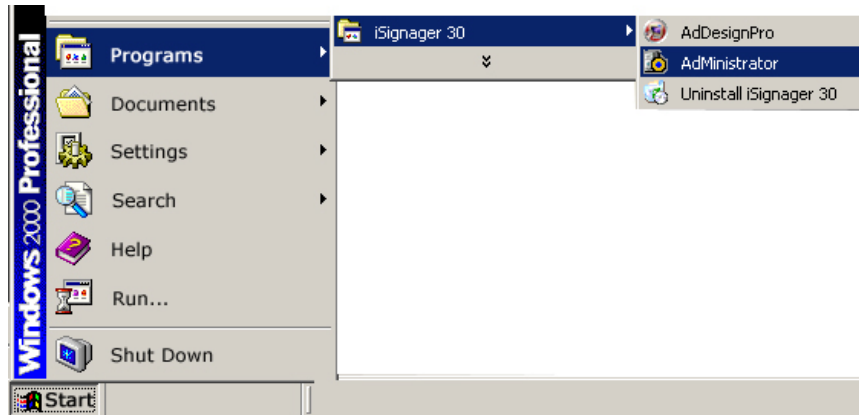 Windows 2000 Professional
Programs
Documents
Settings
Search
Help
Run...
Shut Down
Start
iSignager 30
AdDesignPro
AdMinistrator
Uninstall iSignager 30